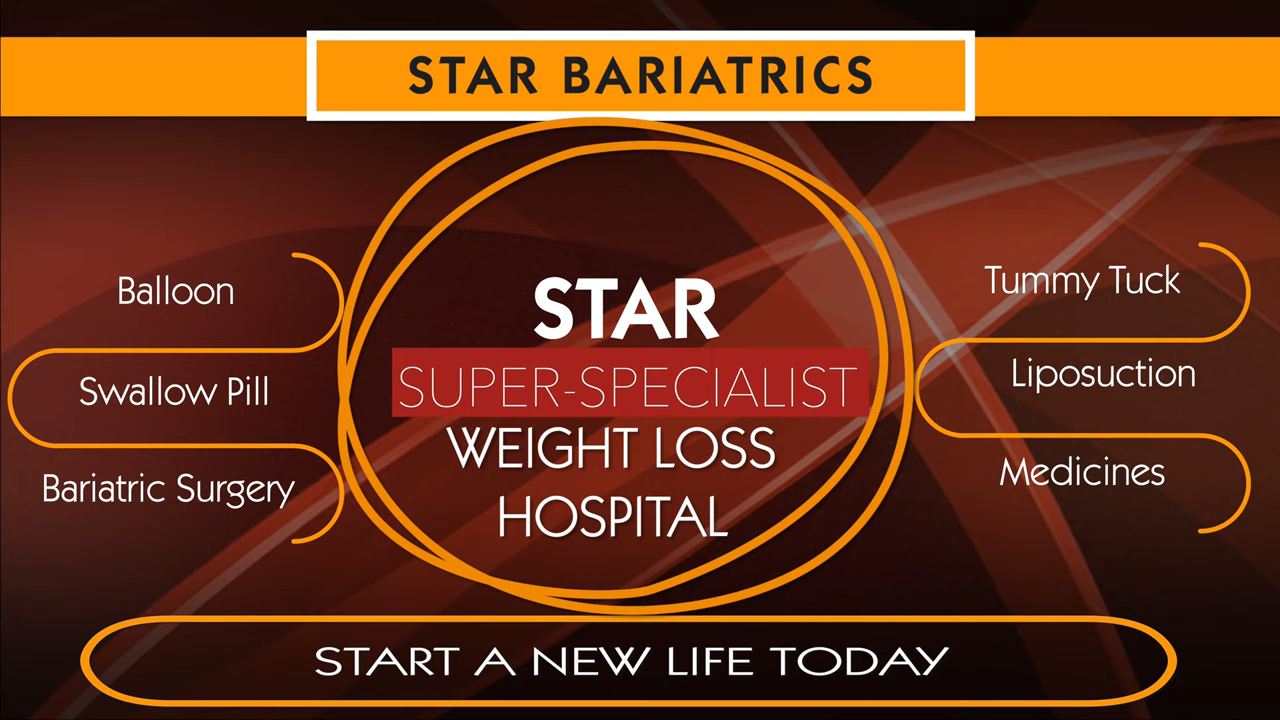 STAR BARIATRICS
Balloon
Swallow Pill
Bariatric Surgery
STAR
SUPER-SPECIALIST
WEIGHT LOSS
HOSPITAL
Tummy Tuck
Liposuction
Medicines
START A NEW LIFE TODAY